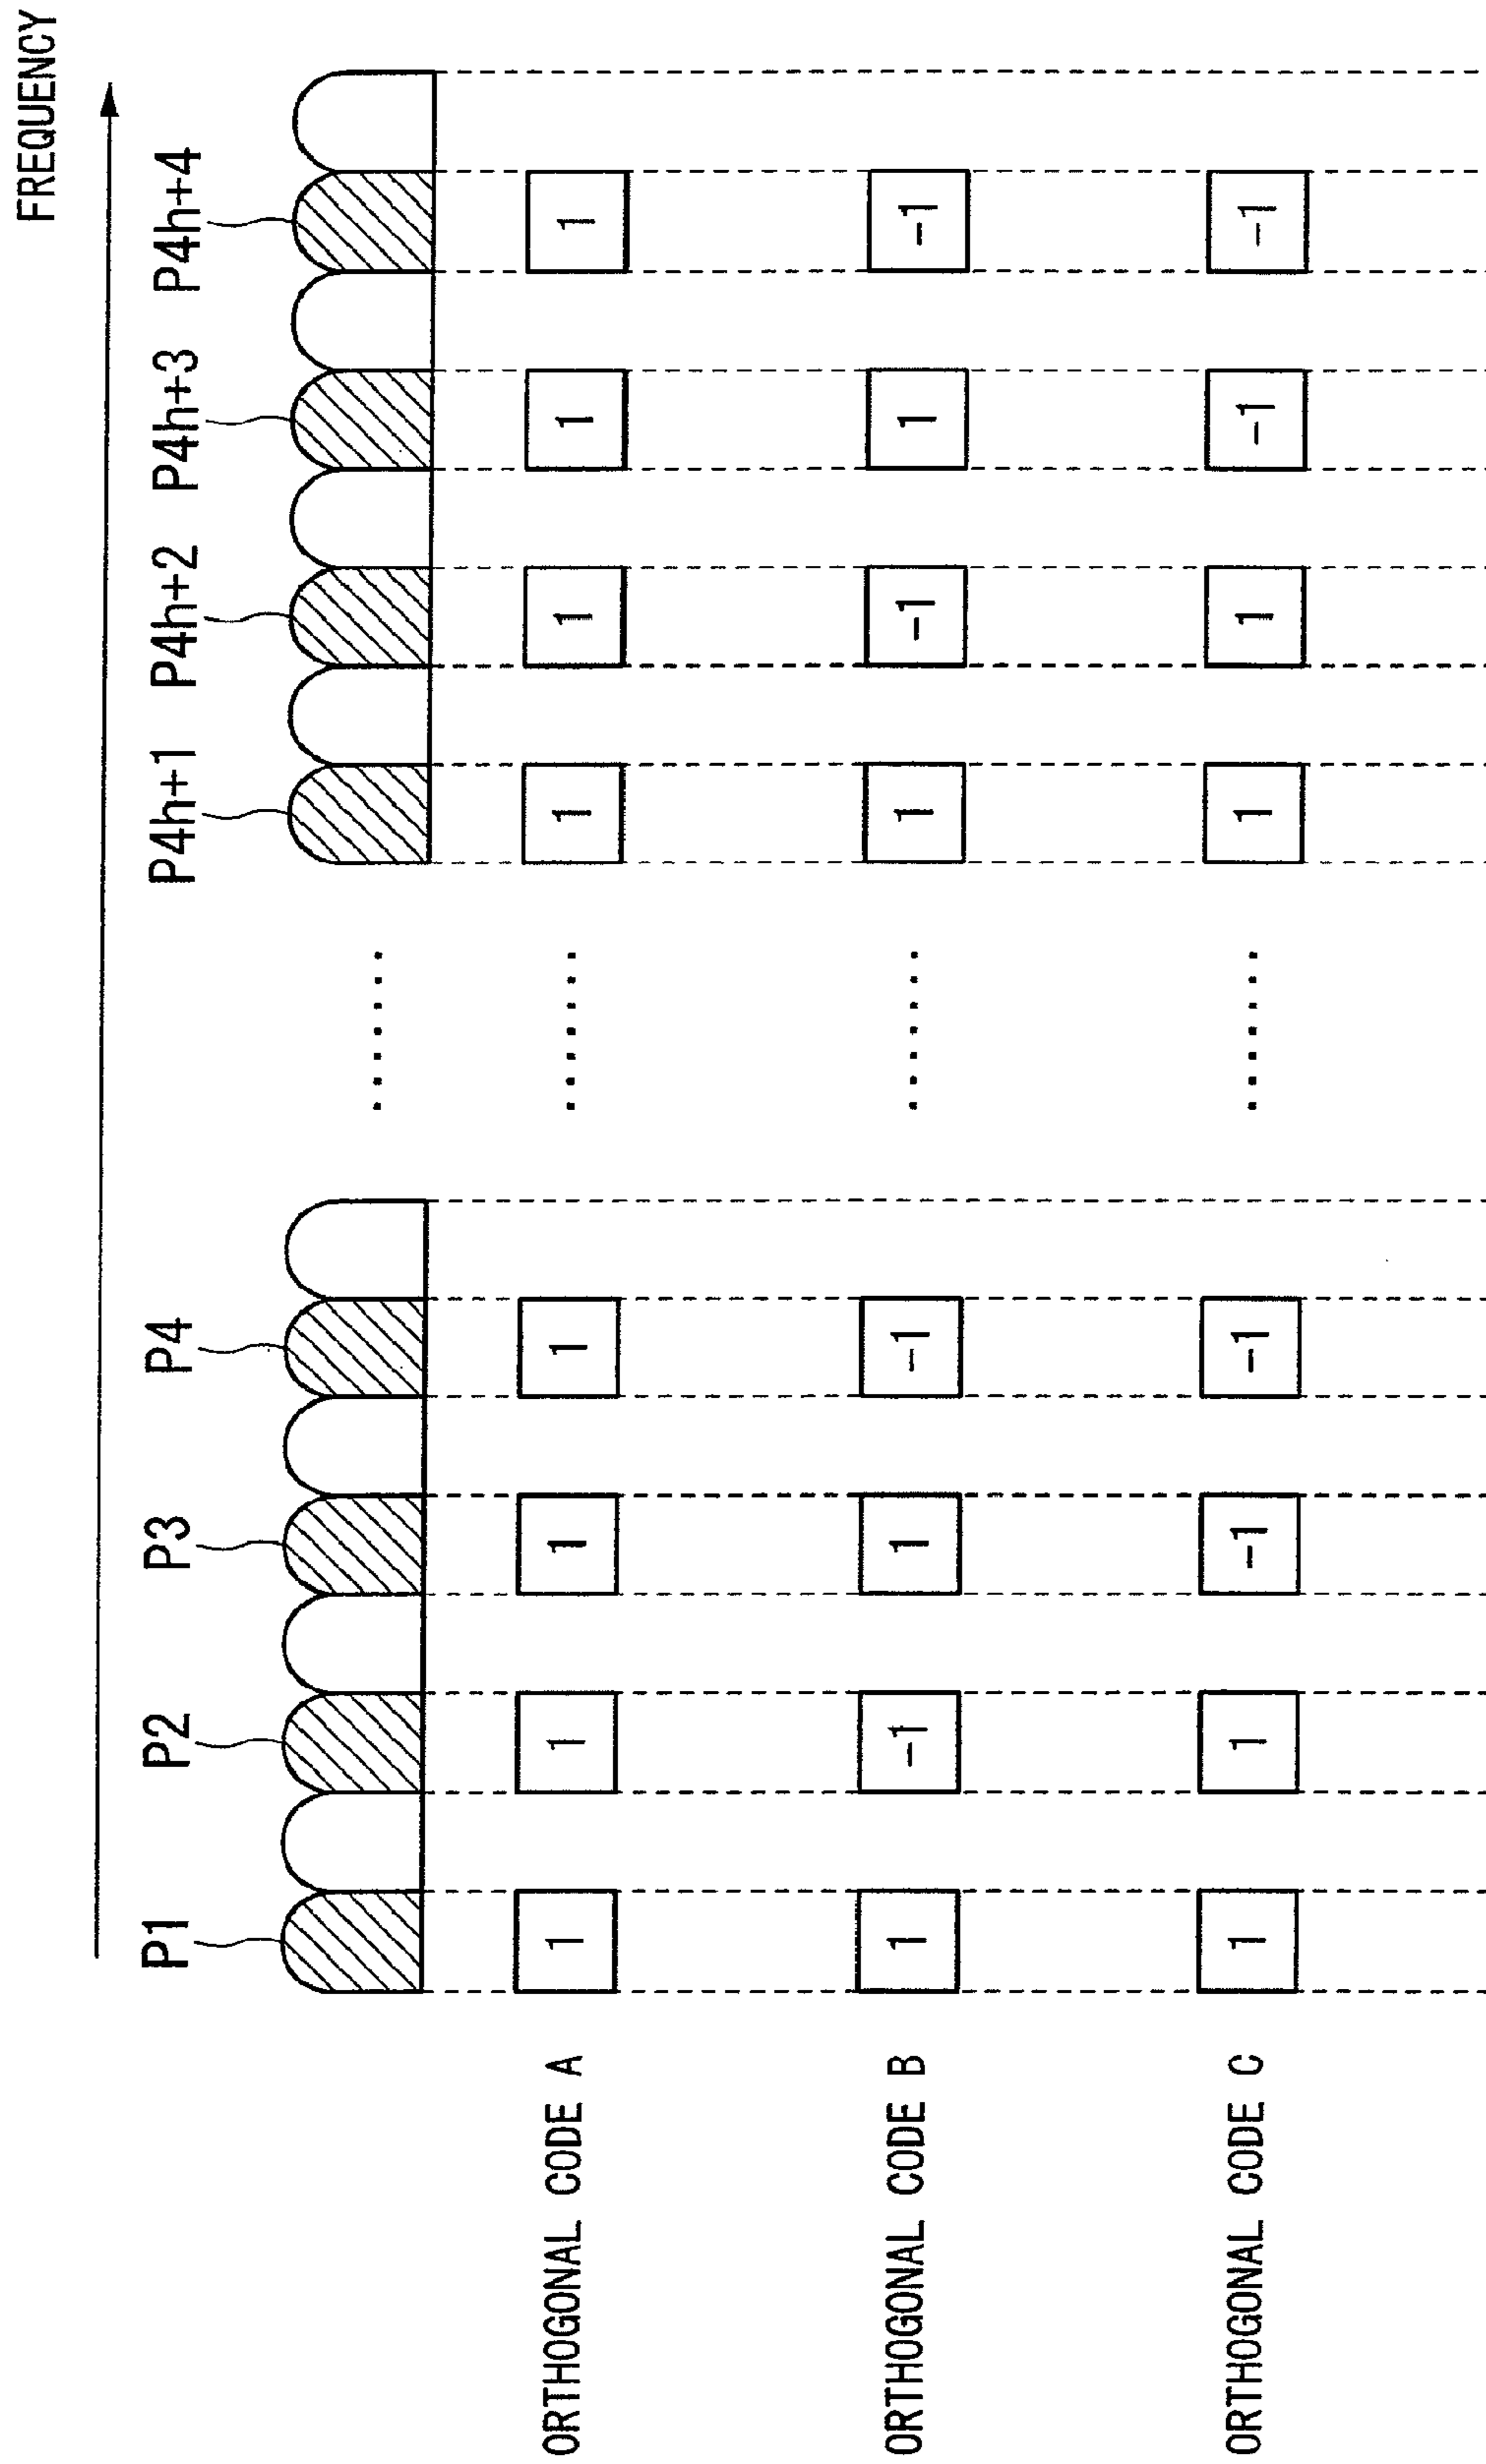 FREQUENCY
P1 P2 P3 P4 ······· P4h+1 P4h+2 P4h+3 P4h+4
ORTHOGONAL CODE A 1 1 1 1 ······· 1 1 1 1
ORTHOGONAL CODE B 1 -1 1 -1 ······· 1 -1 1 -1
ORTHOGONAL CODE C 1 1 -1 -1 ······· 1 1 -1 -1